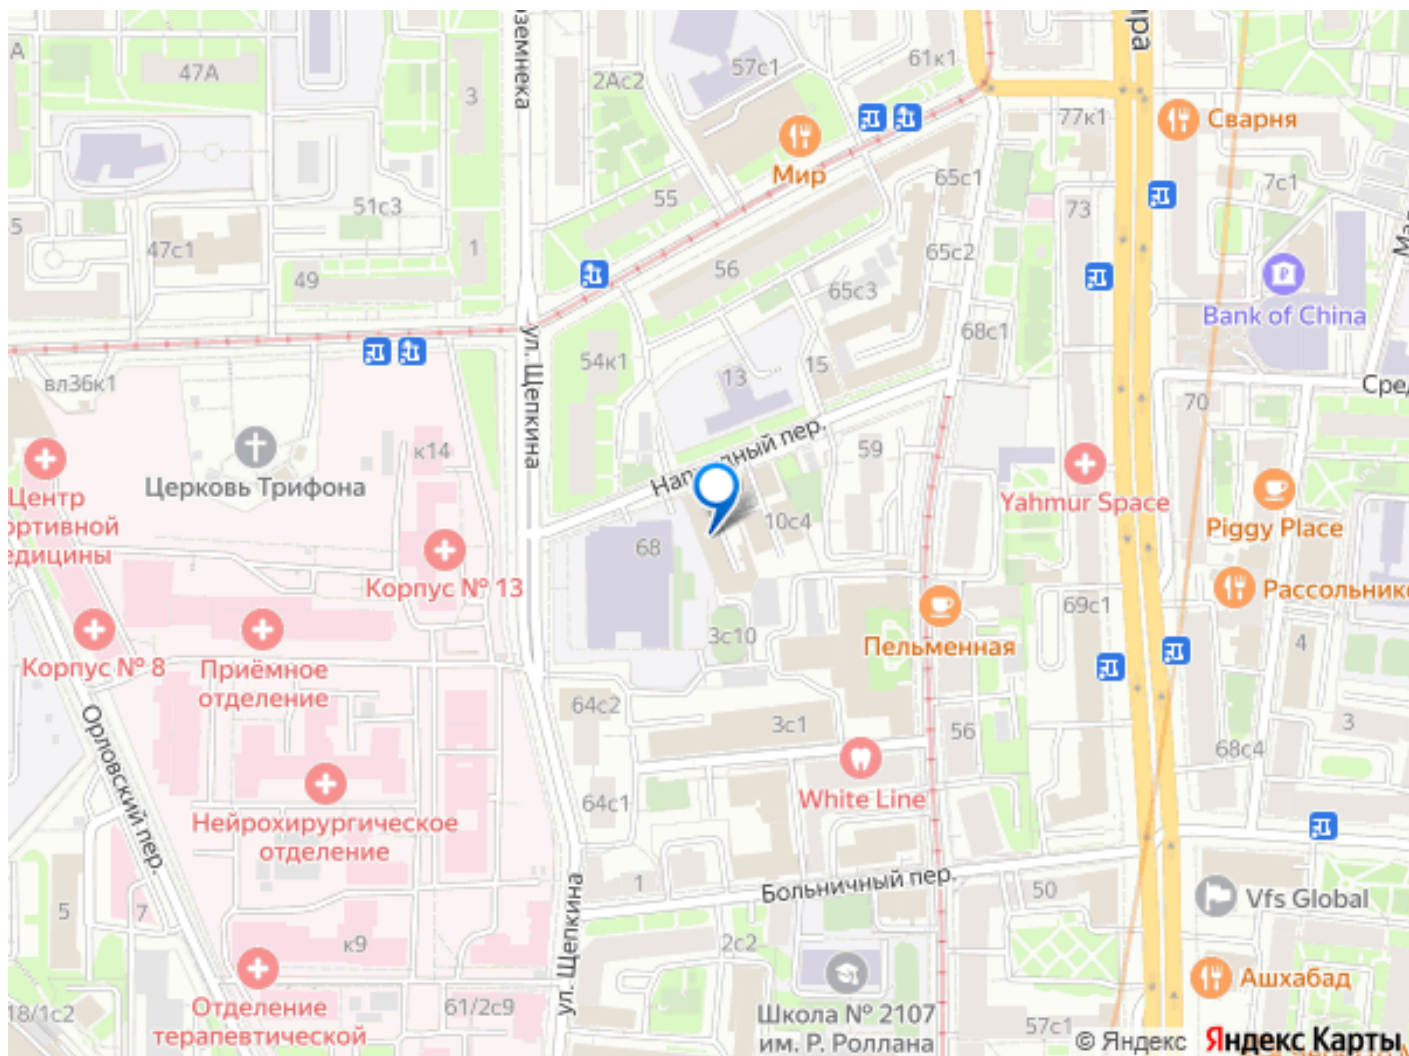 47А
3
2Ас2
57с1
61к1
Мир
77к1
Сварня
7с1
Bank of China
65с1
73
65с2
55
51с3
47с1
1
49
56
65с3
68с1
ул. Щепкина
54к1
13
15
вл36к1
70
к14
Церковь Трифона
59
Yahmur Space
Piggy Place
10с4
68
Корпус № 13
69с1
Пельменная
3с10
4
Корпус № 8
Приёмное
отделение
64с2
3с1
56
3
68с4
Орловский пер.
White Line
64с1
Нейрохирургическое
отделение
Больничный пер.
1
50
Vfs Global
5
7
ул. Щепкина
к9
2с2
Ашхабад
Отделение
терапевтической
61/2с9
18/1с2
Школа № 2107
им. Р. Роллана
57с1
© Яндекс
Яндекс Карты